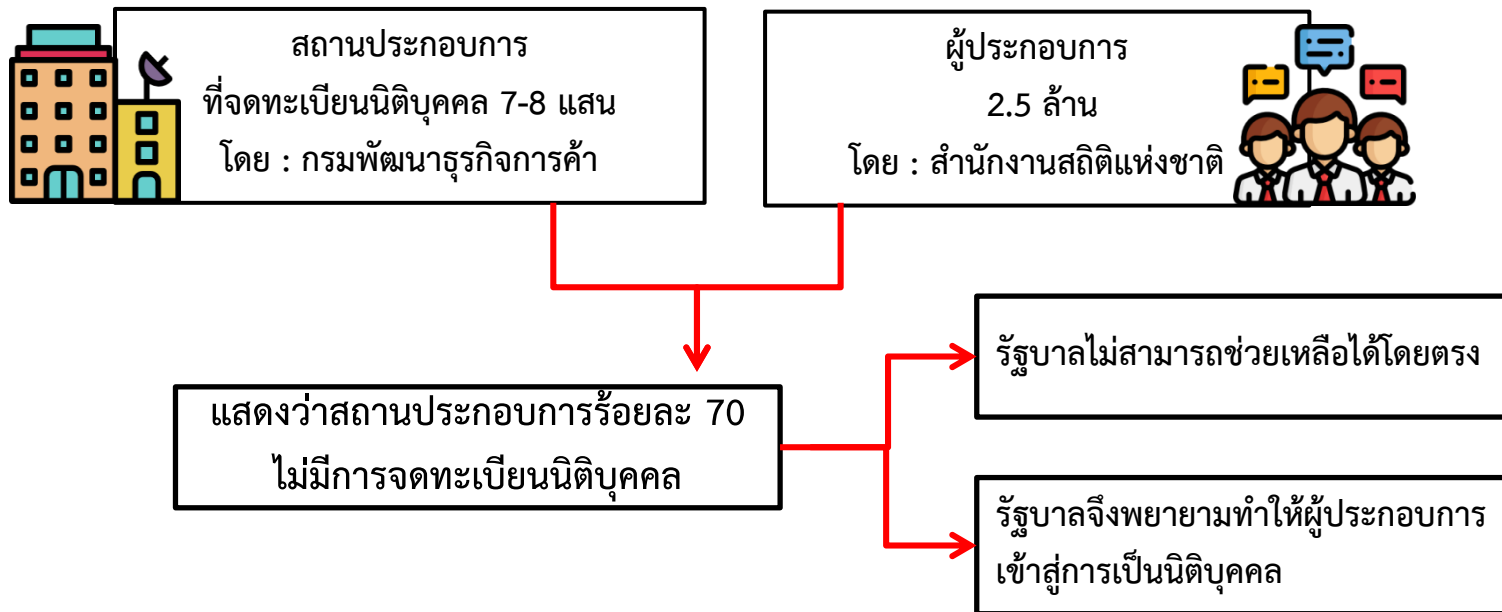 สถานประกอบการ
ที่จดทะเบียนนิติบุคคล 7-8 แสน
โดย : กรมพัฒนาธุรกิจการค้า
ผู้ประกอบการ
2.5 ล้าน
โดย : สำนักงานสถิติแห่งชาติ
แสดงว่าสถานประกอบการร้อยละ 70
ไม่มีการจดทะเบียนนิติบุคคล
รัฐบาลไม่สามารถช่วยเหลือได้โดยตรง
รัฐบาลจึงพยายามทำให้ผู้ประกอบการ
เข้าสู่การเป็นนิติบุคคล